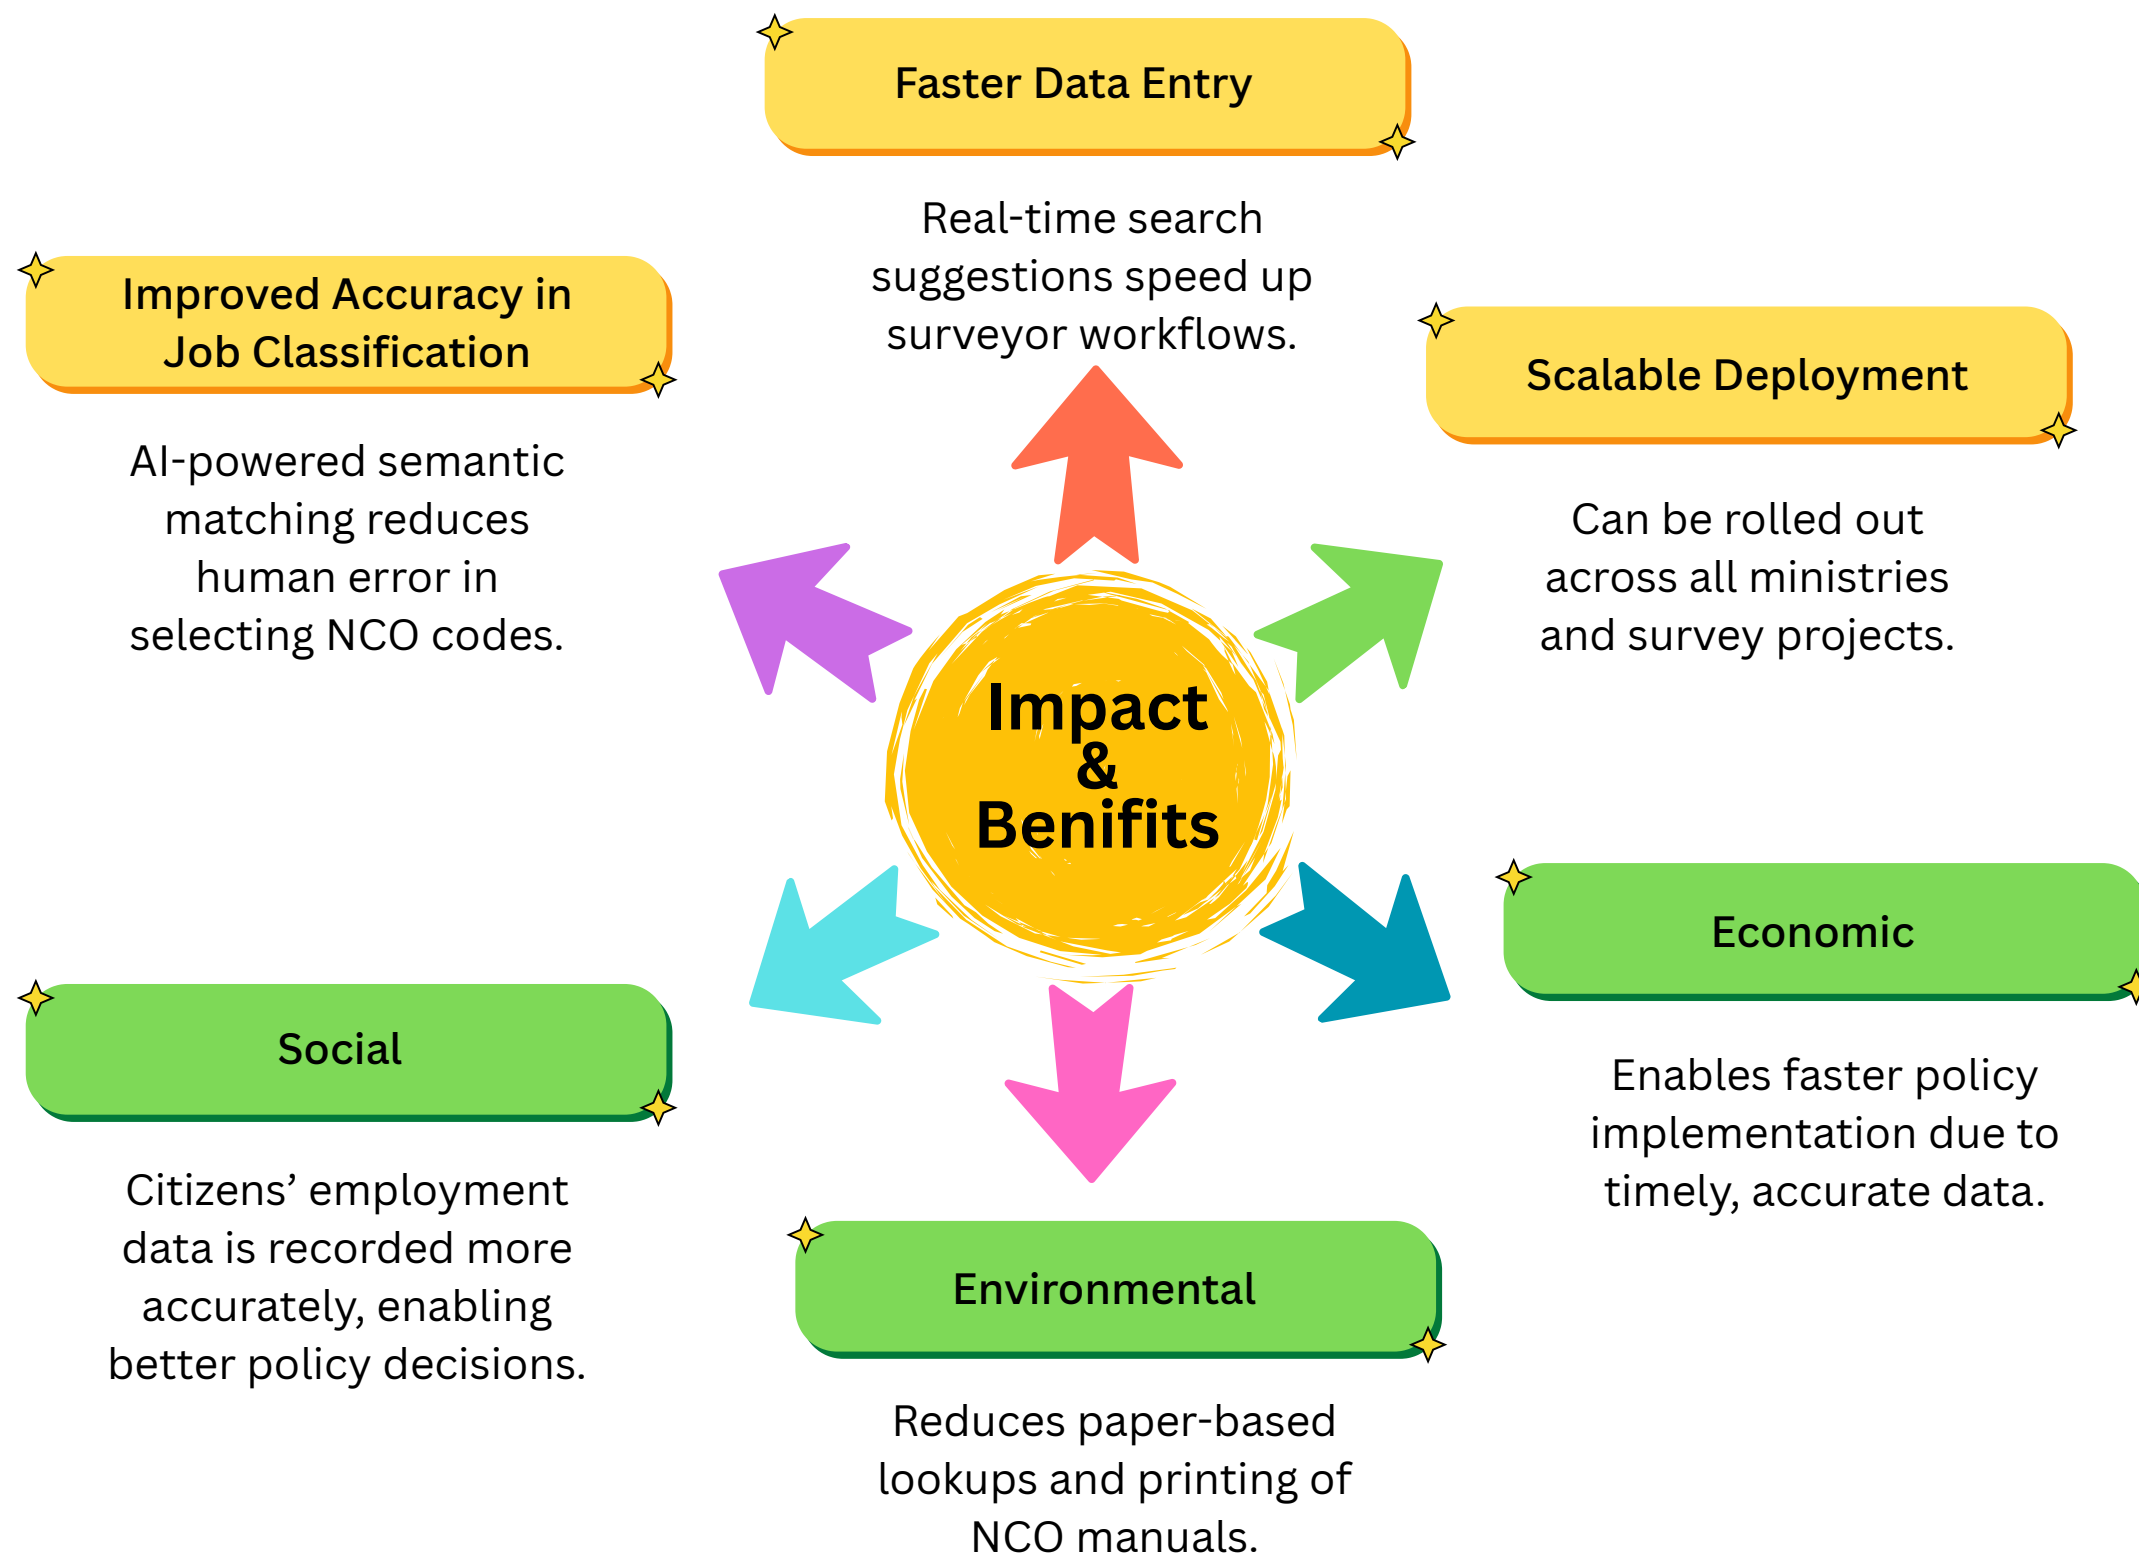 Faster Data Entry
Real-time search
suggestions speed up
surveyor workflows.
Improved Accuracy in
Job Classification
AI-powered semantic
matching reduces
human error in
selecting NCO codes.
Scalable Deployment
Can be rolled out
across all ministries
and survey projects.
Impact
&
Benifits
Social
Citizens’ employment
data is recorded more
accurately, enabling
better policy decisions.
Environmental
Reduces paper-based
lookups and printing of
NCO manuals.
Economic
Enables faster policy
implementation due to
timely, accurate data.